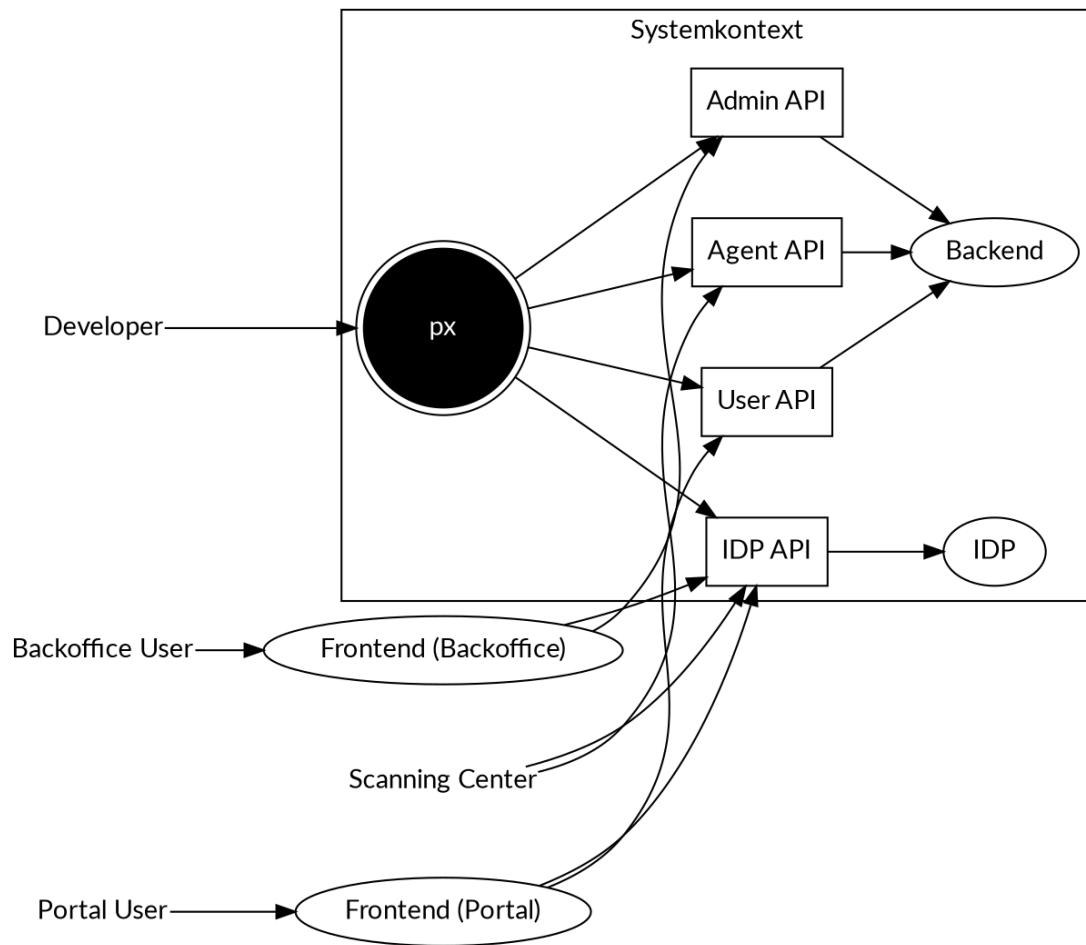 Systemkontext
Admin API
Agent API
Backend
Developer
px
User API
IDP API
IDP
Backoffice User
Frontend (Backoffice)
Scanning Center
Portal User
Frontend (Portal)